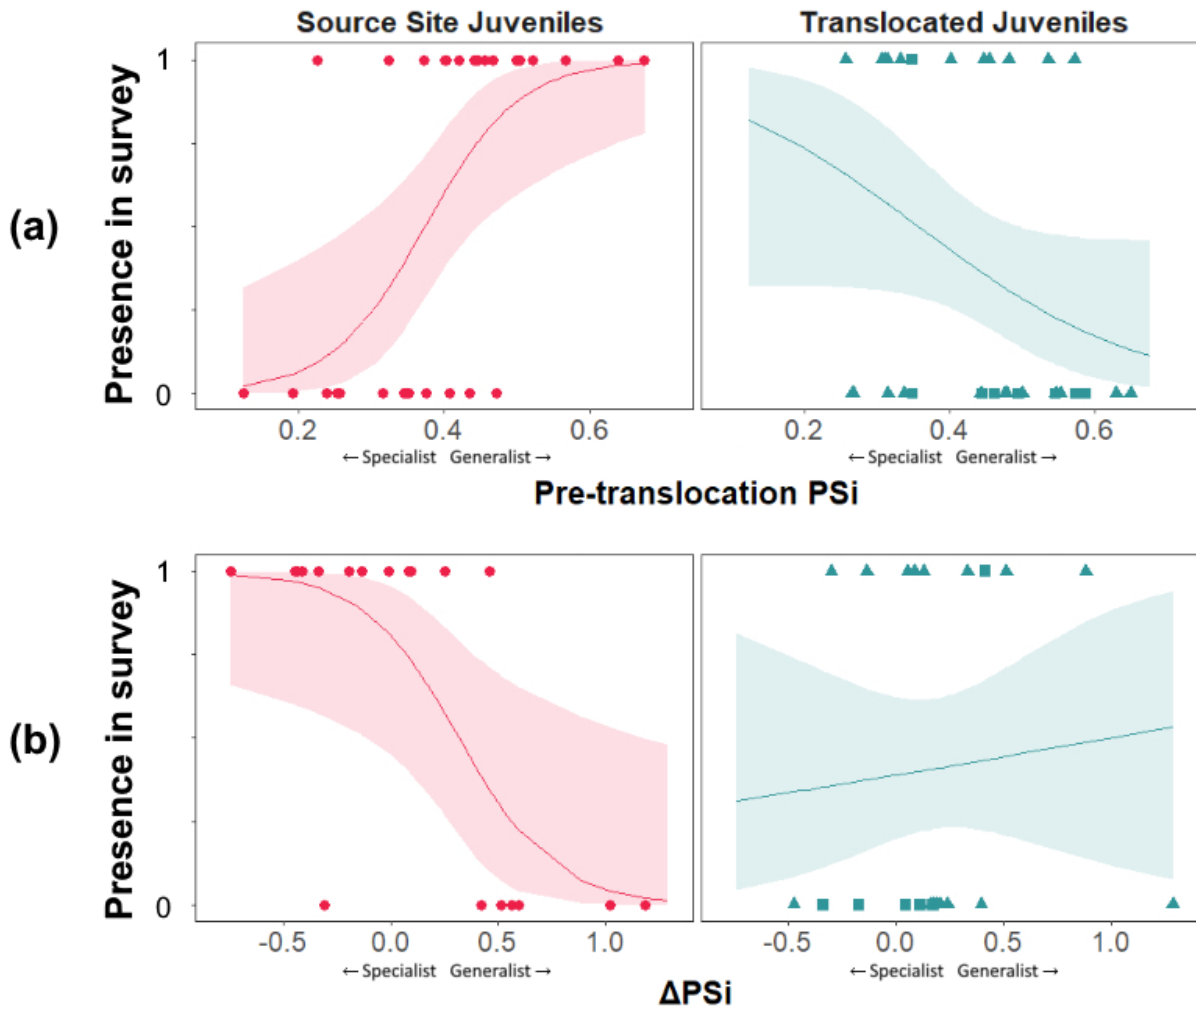 Source Site Juveniles Translocated Juveniles
(a)
Presence in survey
1
0
0.2 0.4 0.6 0.2 0.4 0.6
← Specialist Generalist → ← Specialist Generalist →
Pre-translocation PSi
(b)
Presence in survey
1
0
-0.5 0.0 0.5 1.0 -0.5 0.0 0.5 1.0
← Specialist Generalist → ← Specialist Generalist →
ΔPSi